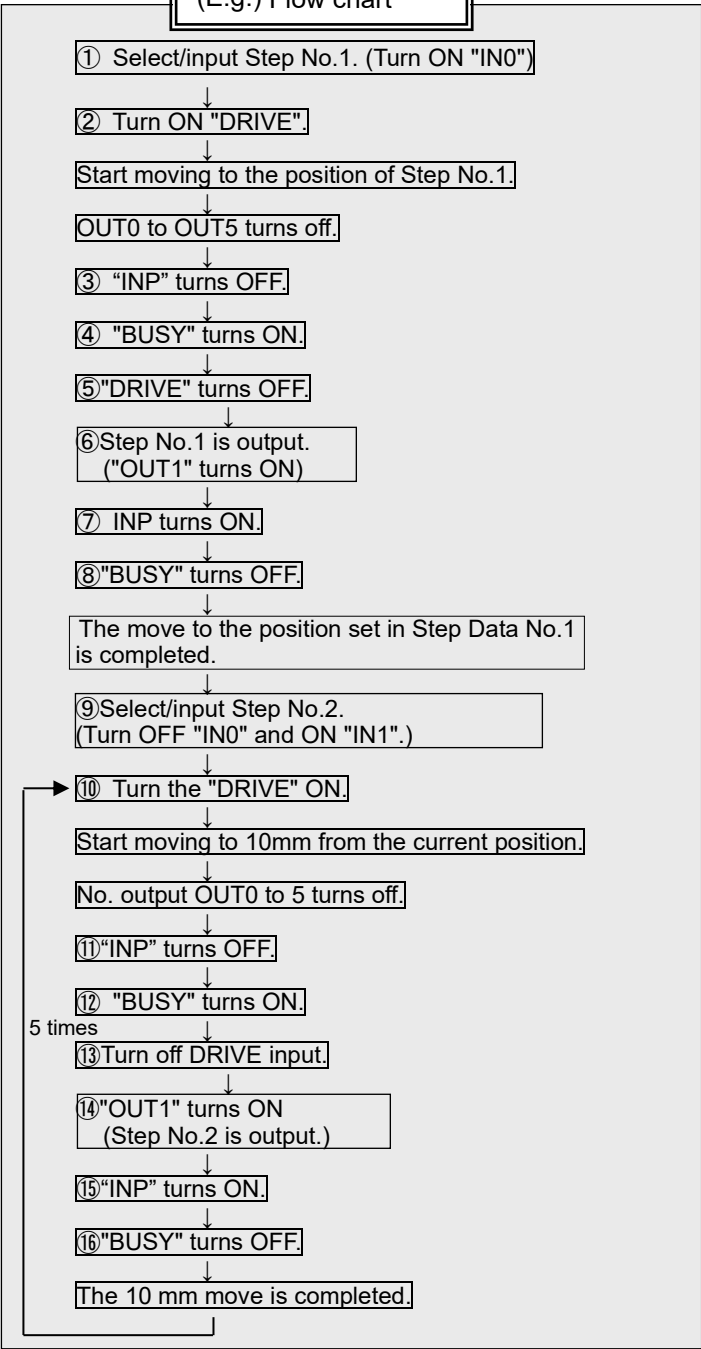 (E.g.) Flow chart
① Select/input Step No.1. (Turn ON "IN0")
↓
② Turn ON "DRIVE".
↓
Start moving to the position of Step No.1.
↓
OUT0 to OUT5 turns off.
↓
③ “INP” turns OFF.
↓
④ "BUSY" turns ON.
↓
⑤"DRIVE" turns OFF.
↓
⑥Step No.1 is output.
("OUT1" turns ON)
↓
⑦ INP turns ON.
↓
⑧"BUSY" turns OFF.
↓
The move to the position set in Step Data No.1
is completed.
↓
⑨Select/input Step No.2.
(Turn OFF "IN0" and ON "IN1".)
↓
⑩ Turn the "DRIVE" ON.
↓
Start moving to 10mm from the current position.
↓
No. output OUT0 to 5 turns off.
↓
⑪“INP” turns OFF.
↓
⑫ "BUSY" turns ON.
5 times
↓
⑬Turn off DRIVE input.
↓
⑭"OUT1" turns ON
(Step No.2 is output.)
↓
⑮“INP” turns ON.
↓
⑯"BUSY" turns OFF.
↓
The 10 mm move is completed.